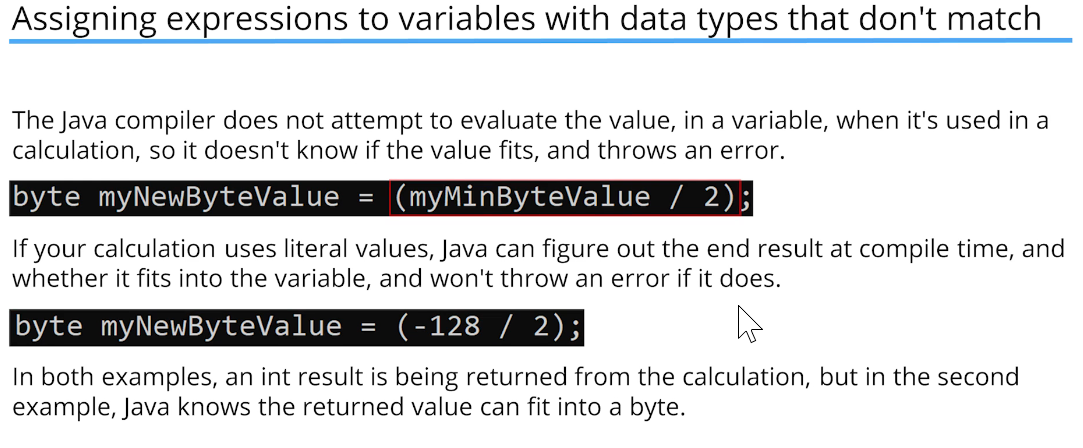 Assigning expressions to variables with data types that don't match
The Java compiler does not attempt to evaluate the value, in a variable, when it's used in a
calculation, so it doesn't know if the value fits, and throws an error.
byte myNewByteValue = (myMinByteValue / 2);
If your calculation uses literal values, Java can figure out the end result at compile time, and
whether it fits into the variable, and won't throw an error if it does.
byte myNewByteValue = (-128 / 2);
In both examples, an int result is being returned from the calculation, but in the second
example, Java knows the returned value can fit into a byte.